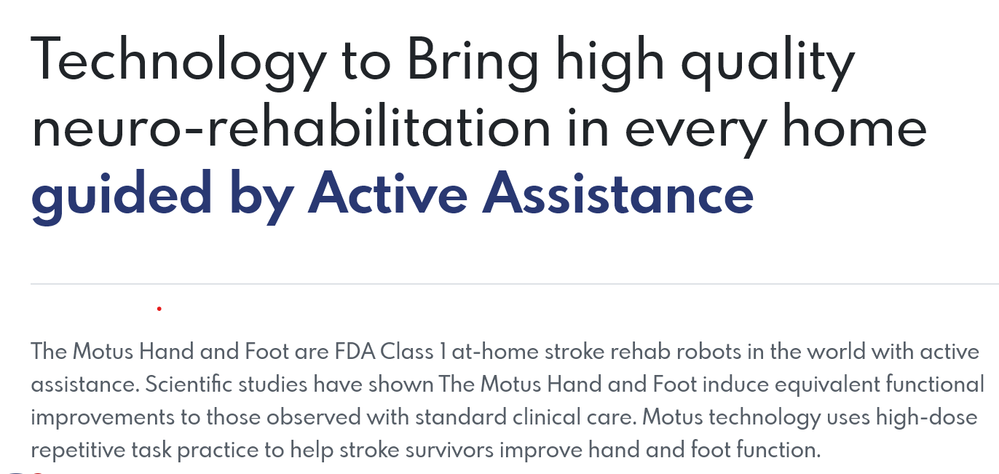 Technology to Bring high quality
neuro-rehabilitation in every home
guided by Active Assistance
The Motus Hand and Foot are FDA Class 1 at-home stroke rehab robots in the world with active
assistance. Scientific studies have shown The Motus Hand and Foot induce equivalent functional
improvements to those observed with standard clinical care. Motus technology uses high-dose
repetitive task practice to help stroke survivors improve hand and foot function.